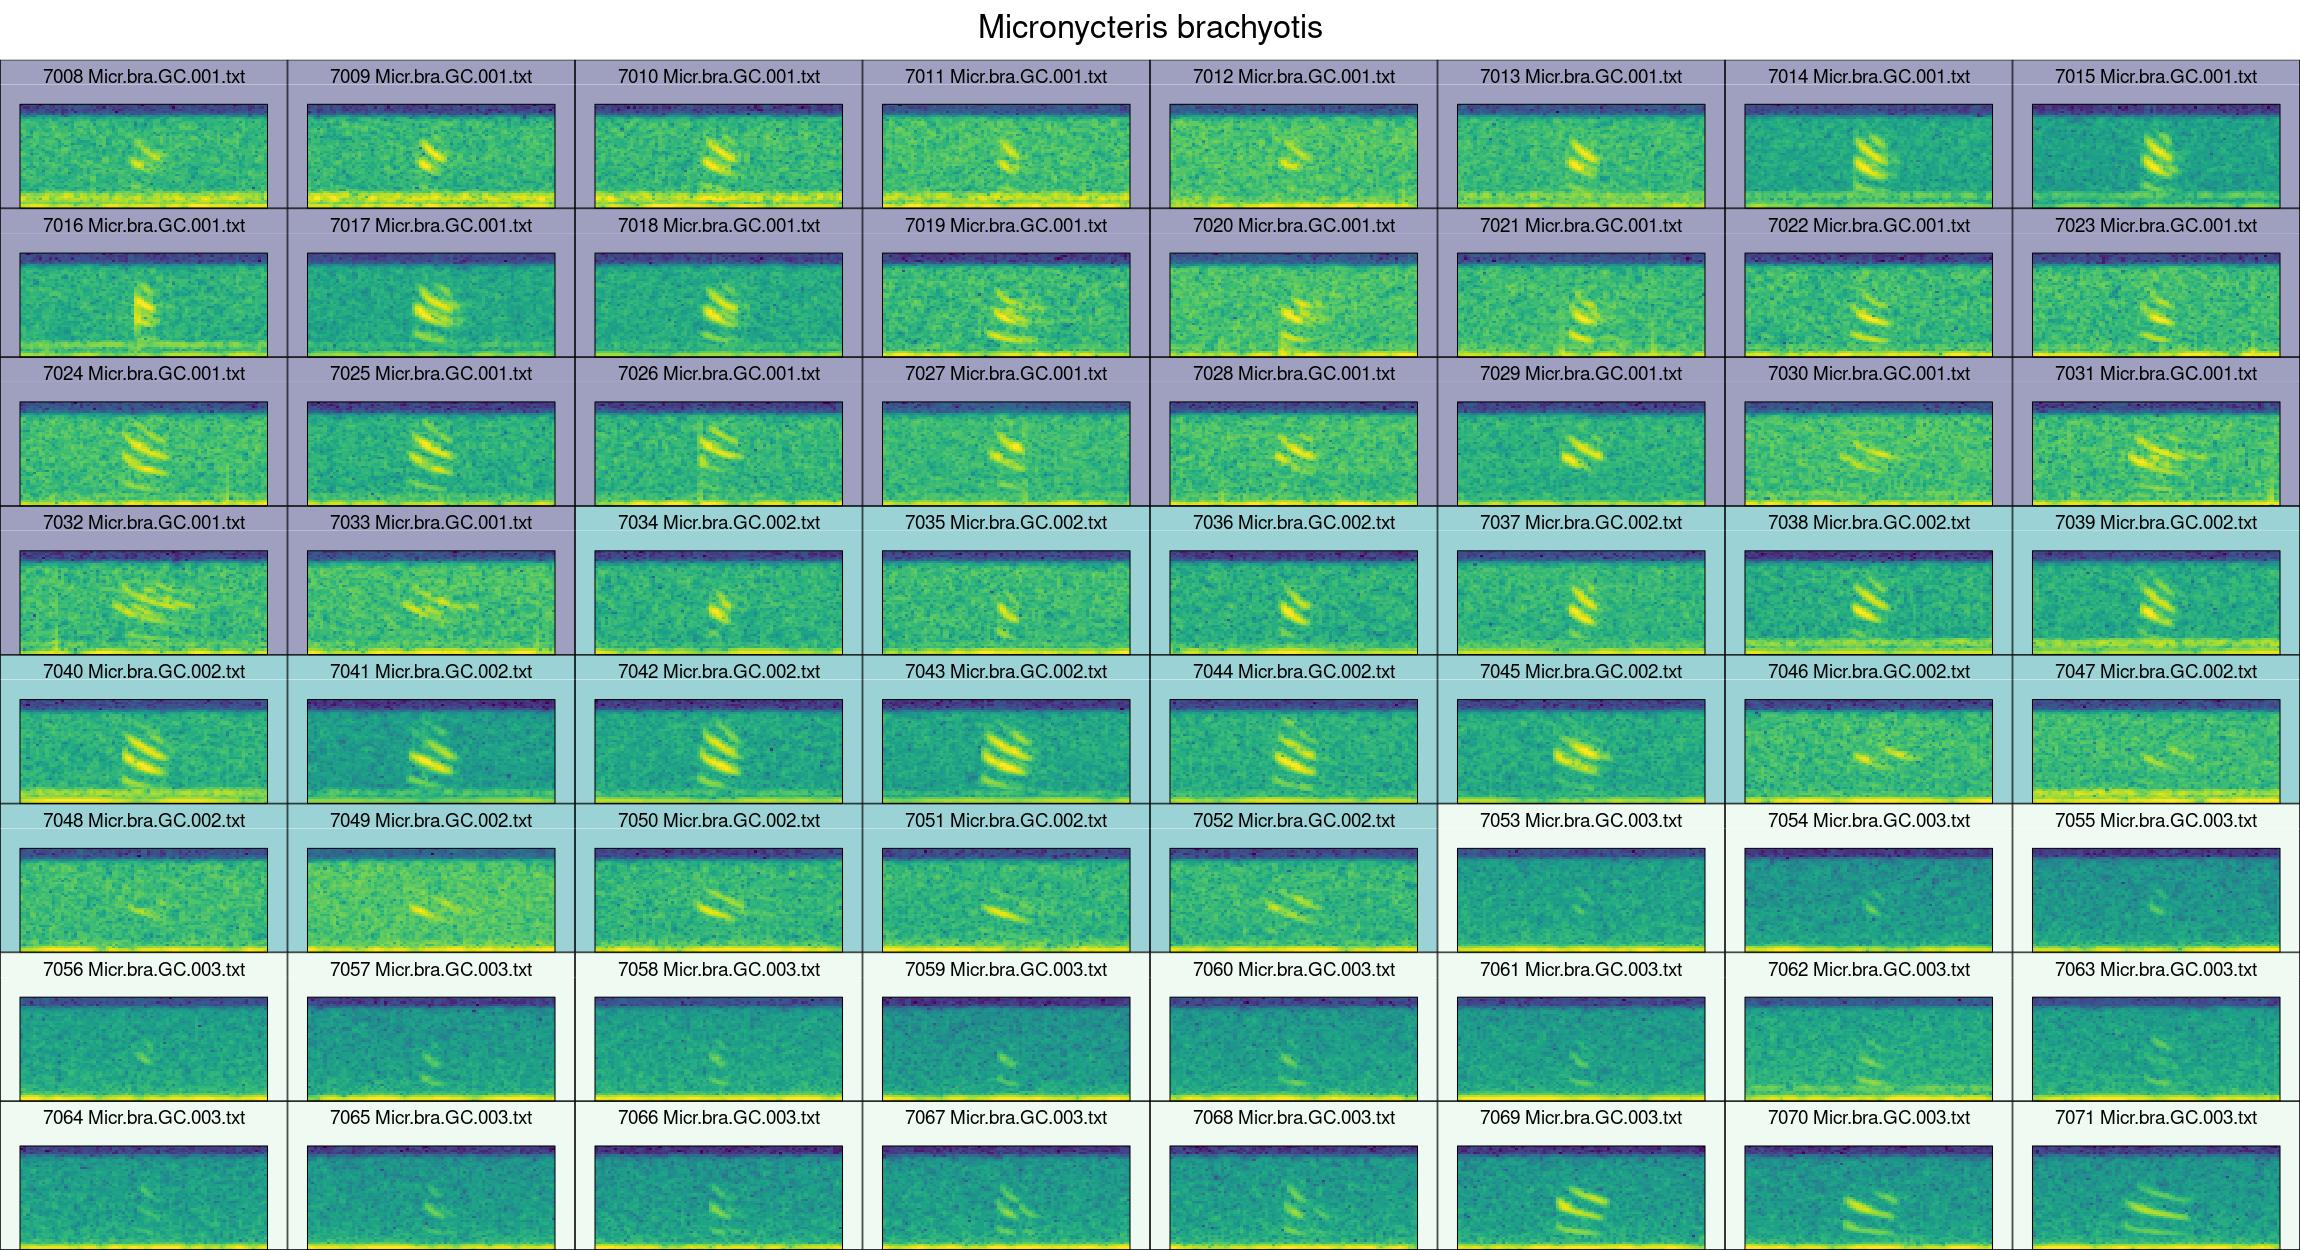 Micronycteris brachyotis
7008 Micr.bra.GC.001.txt 7009 Micr.bra.GC.001.txt 7010 Micr.bra.GC.001.txt 7011 Micr.bra.GC.001.txt 7012 Micr.bra.GC.001.txt 7013 Micr.bra.GC.001.txt 7014 Micr.bra.GC.001.txt 7015 Micr.bra.GC.001.txt
7016 Micr.bra.GC.001.txt 7017 Micr.bra.GC.001.txt 7018 Micr.bra.GC.001.txt 7019 Micr.bra.GC.001.txt 7020 Micr.bra.GC.001.txt 7021 Micr.bra.GC.001.txt 7022 Micr.bra.GC.001.txt 7023 Micr.bra.GC.001.txt
7024 Micr.bra.GC.001.txt 7025 Micr.bra.GC.001.txt 7026 Micr.bra.GC.001.txt 7027 Micr.bra.GC.001.txt 7028 Micr.bra.GC.001.txt 7029 Micr.bra.GC.001.txt 7030 Micr.bra.GC.001.txt 7031 Micr.bra.GC.001.txt
7032 Micr.bra.GC.001.txt 7033 Micr.bra.GC.001.txt 7034 Micr.bra.GC.002.txt 7035 Micr.bra.GC.002.txt 7036 Micr.bra.GC.002.txt 7037 Micr.bra.GC.002.txt 7038 Micr.bra.GC.002.txt 7039 Micr.bra.GC.002.txt
7040 Micr.bra.GC.002.txt 7041 Micr.bra.GC.002.txt 7042 Micr.bra.GC.002.txt 7043 Micr.bra.GC.002.txt 7044 Micr.bra.GC.002.txt 7045 Micr.bra.GC.002.txt 7046 Micr.bra.GC.002.txt 7047 Micr.bra.GC.002.txt
7048 Micr.bra.GC.002.txt 7049 Micr.bra.GC.002.txt 7050 Micr.bra.GC.002.txt 7051 Micr.bra.GC.002.txt 7052 Micr.bra.GC.002.txt 7053 Micr.bra.GC.003.txt 7054 Micr.bra.GC.003.txt 7055 Micr.bra.GC.003.txt
7056 Micr.bra.GC.003.txt 7057 Micr.bra.GC.003.txt 7058 Micr.bra.GC.003.txt 7059 Micr.bra.GC.003.txt 7060 Micr.bra.GC.003.txt 7061 Micr.bra.GC.003.txt 7062 Micr.bra.GC.003.txt 7063 Micr.bra.GC.003.txt
7064 Micr.bra.GC.003.txt 7065 Micr.bra.GC.003.txt 7066 Micr.bra.GC.003.txt 7067 Micr.bra.GC.003.txt 7068 Micr.bra.GC.003.txt 7069 Micr.bra.GC.003.txt 7070 Micr.bra.GC.003.txt 7071 Micr.bra.GC.003.txt